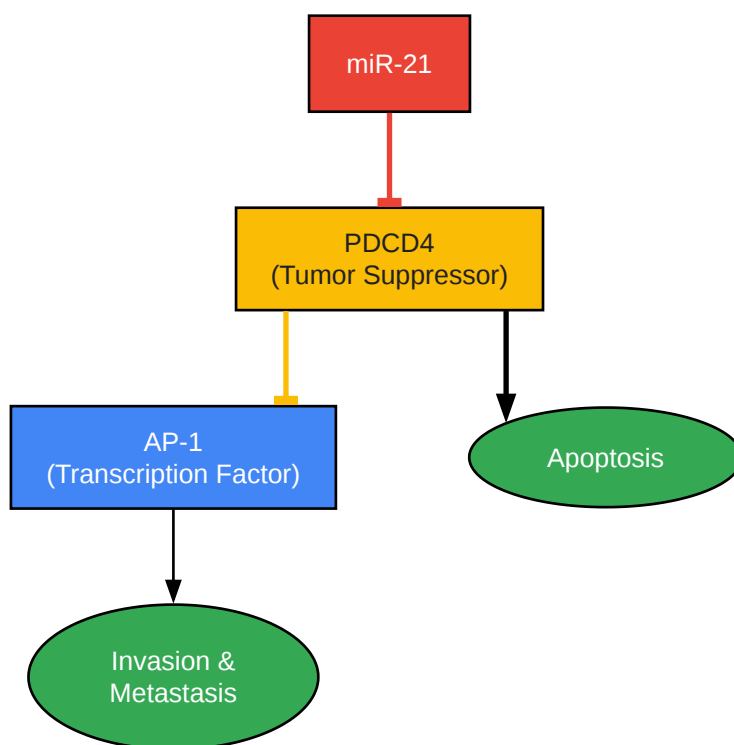 miR-21
PDCD4
(Tumor Suppressor)
AP-1
(Transcription Factor)
Apoptosis
Invasion &
Metastasis